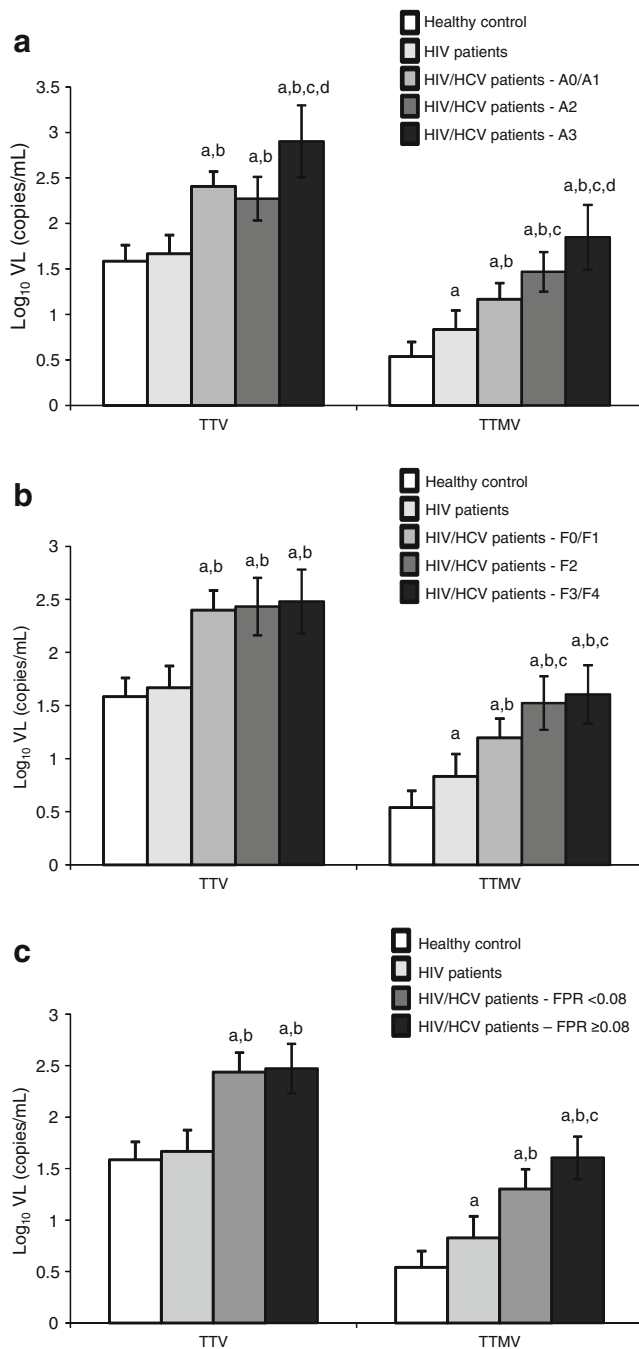 a
Healthy control
HIV patients
HIV/HCV patients - A0/A1
HIV/HCV patients - A2
HIV/HCV patients - A3
Log10 VL (copies/mL)
3.5
3
2.5
2
1.5
1
0.5
0
a,b
a,b
a,b,c,d
a
a,b
a,b,c
a,b,c,d
TTV
TTMV
b
Healthy control
HIV patients
HIV/HCV patients - F0/F1
HIV/HCV patients - F2
HIV/HCV patients - F3/F4
Log10 VL (copies/mL)
3
2.5
2
1.5
1
0.5
0
a,b
a,b
a,b
a
a,b
a,b,c
a,b,c
TTV
TTMV
c
Healthy control
HIV patients
HIV/HCV patients - FPR <0.08
HIV/HCV patients – FPR ≥0.08
Log10 VL (copies/mL)
3
2.5
2
1.5
1
0.5
0
a,b
a,b
a
a,b
a,b,c
TTV
TTMV